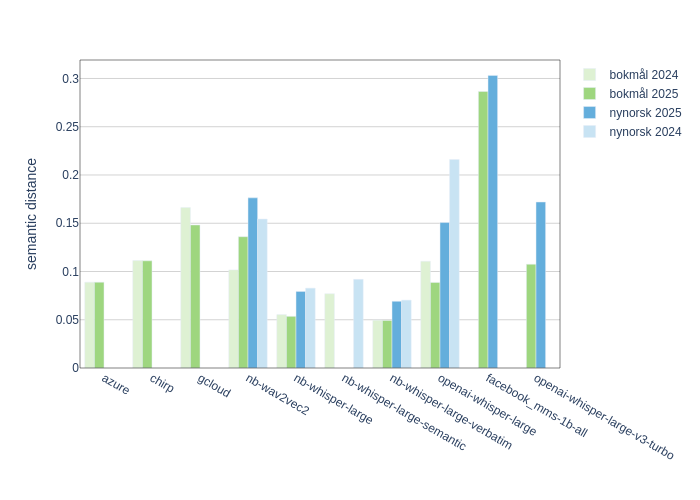 semantic distance
0.3
0.25
0.2
0.15
0.1
0.05
0
azure
chirp
gcloud
nb-wav2vec2
nb-whisper-large
nb-whisper-large-semantic
nb-whisper-large-verbatim
openai-whisper-large
facebook_mms-1b-all
openai-whisper-large-v3-turbo
bokmål 2024
bokmål 2025
nynorsk 2025
nynorsk 2024